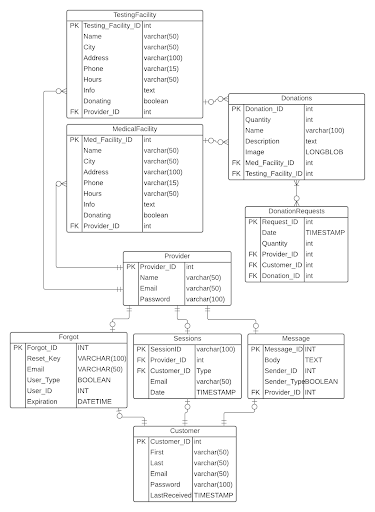 TestingFacility
PK Testing_Facility_ID int
Name varchar(50)
City varchar(50)
Address varchar(100)
Phone varchar(15)
Hours varchar(50)
Info text
Donating boolean
FK Provider_ID int
MedicalFacility
PK Med_Facility_ID int
Name varchar(50)
City varchar(50)
Address varchar(100)
Phone varchar(15)
Hours varchar(50)
Info text
Donating boolean
FK Provider_ID int
Donations
PK Donation_ID int
Quantity int
Name varchar(100)
Description text
Image LONGBLOB
FK Med_Facility_ID int
FK Testing_Facility_ID int
DonationRequests
PK Request_ID int
Date TIMESTAMP
Quantity int
FK Provider_ID int
FK Customer_ID int
FK Donation_ID int
Provider
PK Provider_ID int
Name varchar(50)
Email varchar(50)
Password varchar(100)
Forgot
PK Forgot_ID INT
Reset_Key VARCHAR(100)
Email VARCHAR(50)
User_Type BOOLEAN
User_ID INT
Expiration DATETIME
Sessions
PK SessionID varchar(100)
FK Provider_ID int
FK Customer_ID Type
Email varchar(50)
Date TIMESTAMP
Message
PK Message_ID INT
Body TEXT
Sender_ID INT
Sender_Type BOOLEAN
FK Provider_ID INT
Customer
PK Customer_ID int
First varchar(50)
Last varchar(50)
Email varchar(50)
Password varchar(100)
LastReceived TIMESTAMP